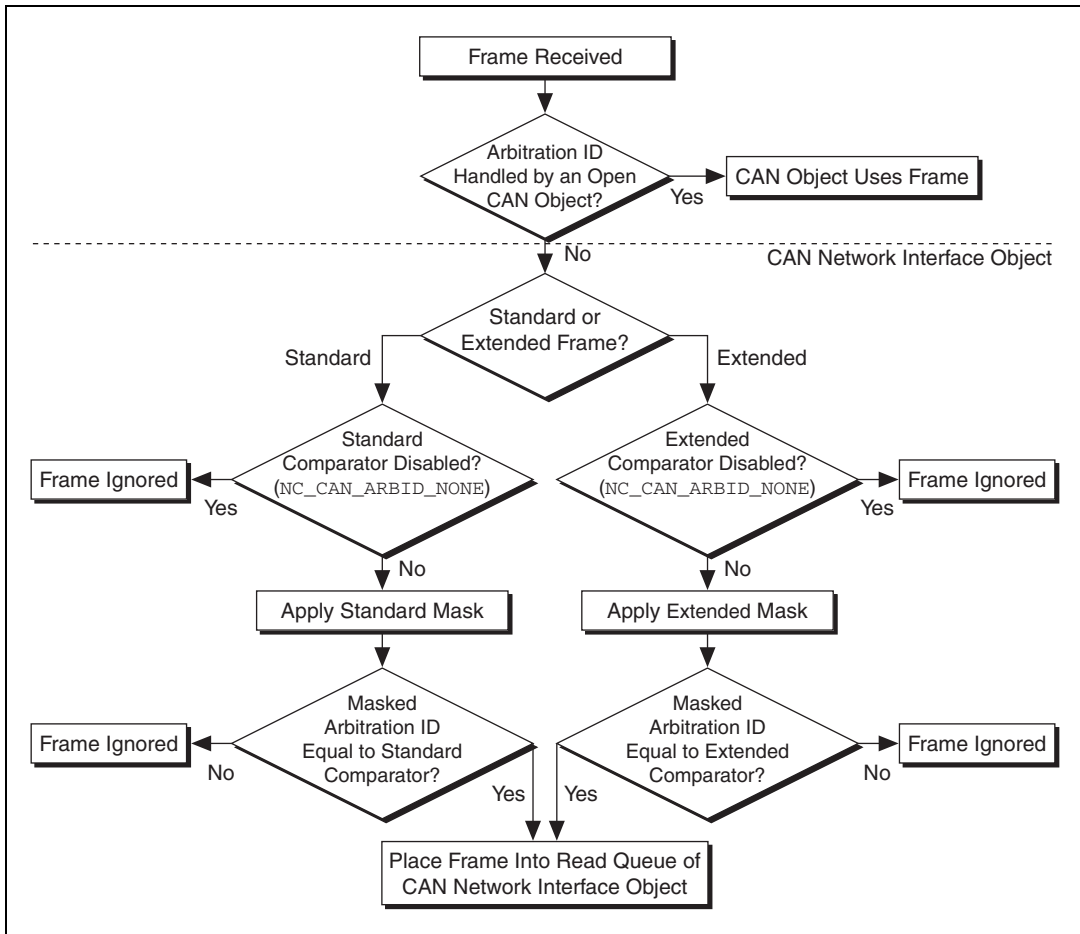 Frame Received
Arbitration ID
Handled by an Open
CAN Object?
Yes
CAN Object Uses Frame
No
CAN Network Interface Object
Standard or
Extended Frame?
Standard
Extended
Standard
Comparator Disabled?
(NC_CAN_ARBID_NONE)
Extended
Comparator Disabled?
(NC_CAN_ARBID_NONE)
Frame Ignored
Yes
Yes
Frame Ignored
No
No
Apply Standard Mask
Apply Extended Mask
Masked
Arbitration ID
Equal to Standard
Comparator?
Masked
Arbitration ID
Equal to Extended
Comparator?
Frame Ignored
No
No
Frame Ignored
Yes
Yes
Place Frame Into Read Queue of
CAN Network Interface Object